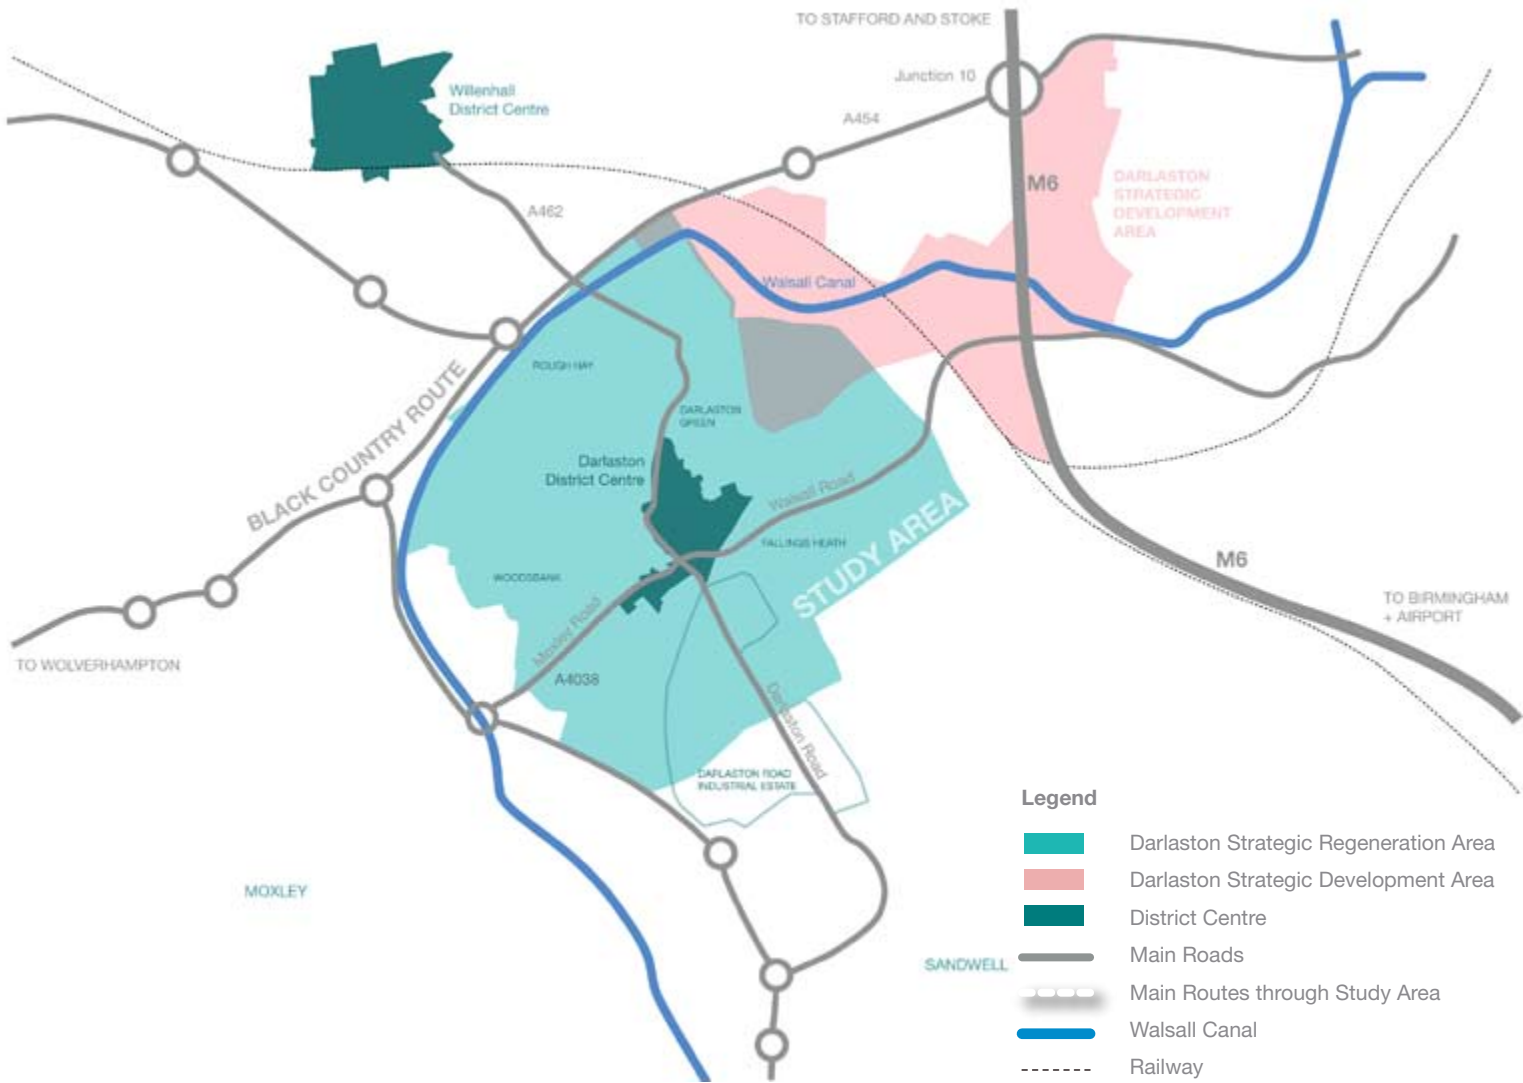 TO STAFFORD AND STOKE
Junction 10
Willenhall
District Centre
A454
M6
DARLASTON
STRATEGIC
DEVELOPMENT
AREA
A462
Walsall Canal
ROUGH HAY
BLACK COUNTRY ROUTE
DARLASTON
GREEN
Darlaston
District Centre
Walsall Road
STUDY AREA
FALLINGS HEATH
WOODSBANK
M6
TO BIRMINGHAM
+ AIRPORT
Moxley Road
TO WOLVERHAMPTON
A4038
Darlaston Road
DARLASTON ROAD
INDUSTRIAL ESTATE
MOXLEY
SANDWELL
Legend
Darlaston Strategic Regeneration Area
Darlaston Strategic Development Area
District Centre
Main Roads
Main Routes through Study Area
Walsall Canal
Railway